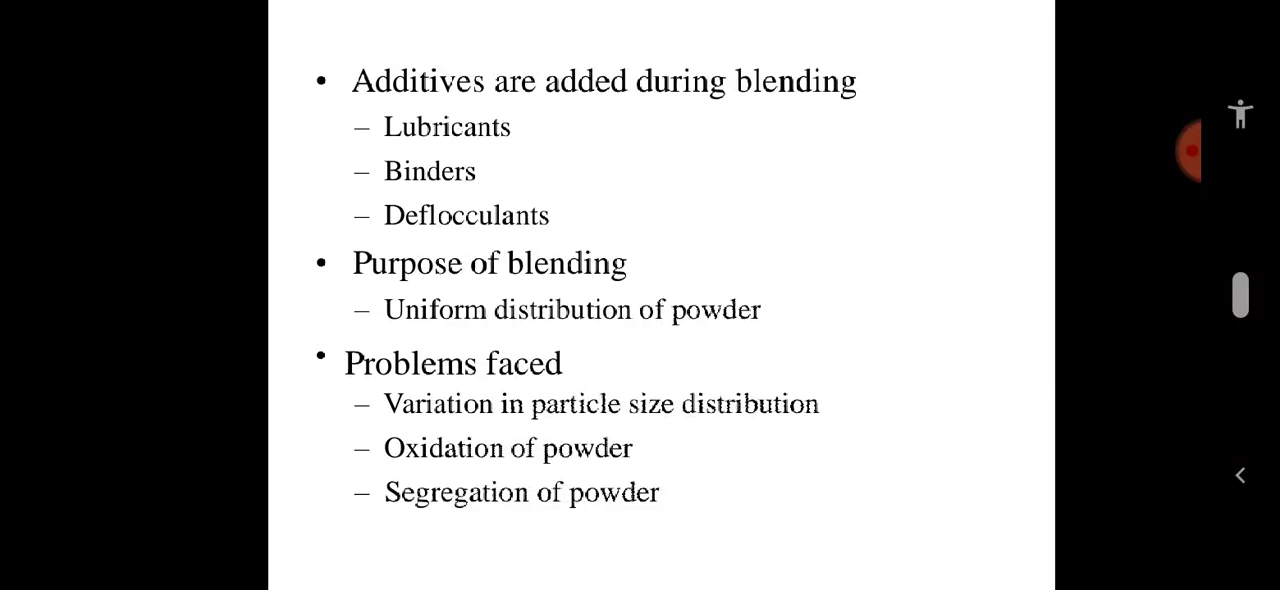 • Additives are added during blending
– Lubricants
– Binders
– Deflocculants
• Purpose of blending
– Uniform distribution of powder
• Problems faced
– Variation in particle size distribution
– Oxidation of powder
– Segregation of powder